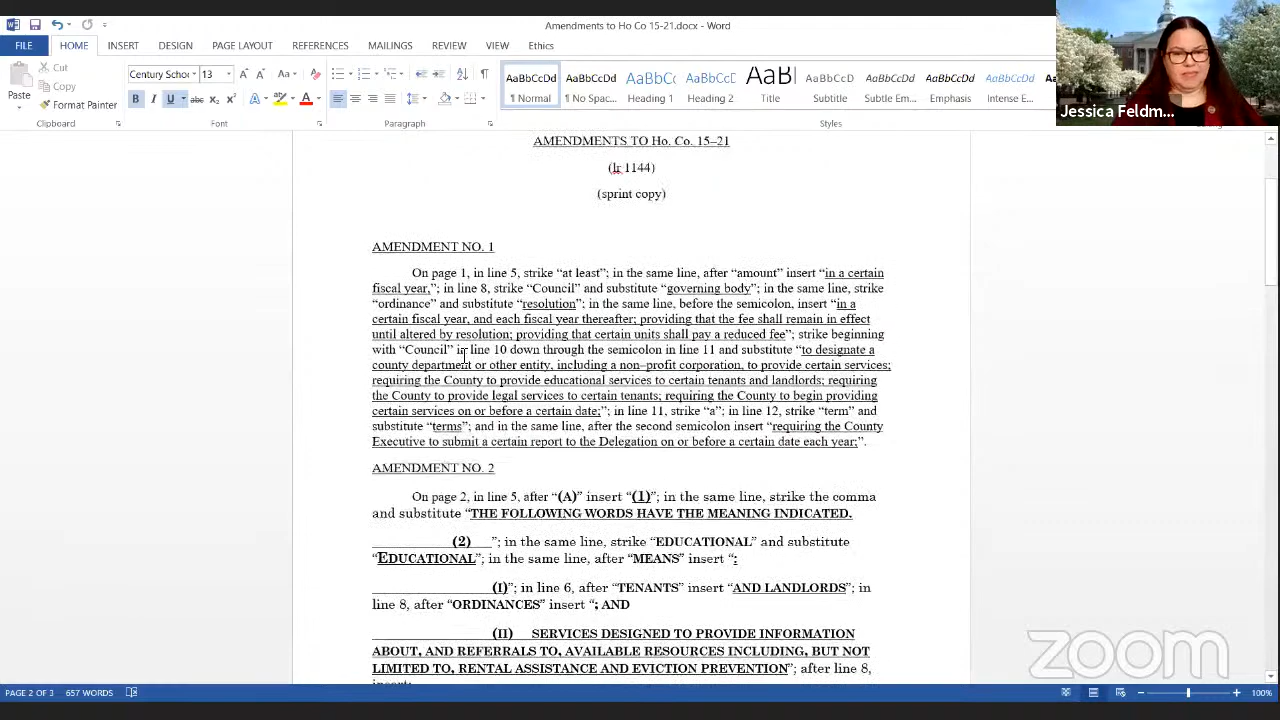 Amendments to Ho Co 15-21.docx - Word
FILE HOME INSERT DESIGN PAGE LAYOUT REFERENCES MAILINGS REVIEW VIEW Ethics
Cut
Copy
Format Painter
Paste
Century School 13
AaBbCcDd AaBbCcDd AaBbCc AaBbCcDc AaBl AaBbCcDd AaBbCcDd AaBbCcDd AaBbCcDd
¶ Normal ¶ No Spac... Heading 1 Heading 2 Title Subtitle Subtle Em... Emphasis Intense E...
Clipboard Font Paragraph Styles
Jessica Feldm...
AMENDMENTS TO Ho. Co. 15–21
(lr 1144)
(sprint copy)
AMENDMENT NO. 1
On page 1, in line 5, strike “at least”; in the same line, after “amount” insert “in a certain
fiscal year,”; in line 8, strike “Council” and substitute “governing body”; in the same line, strike
“ordinance” and substitute “resolution”; in the same line, before the semicolon, insert “in a
certain fiscal year, and each fiscal year thereafter; providing that the fee shall remain in effect
until altered by resolution; providing that certain units shall pay a reduced fee”; strike beginning
with “Council” in line 10 down through the semicolon in line 11 and substitute “to designate a
county department or other entity, including a non–profit corporation, to provide certain services;
requiring the County to provide educational services to certain tenants and landlords; requiring
the County to provide legal services to certain tenants; requiring the County to begin providing
certain services on or before a certain date;”; in line 11, strike “a”; in line 12, strike “term” and
substitute “terms”; and in the same line, after the second semicolon insert “requiring the County
Executive to submit a certain report to the Delegation on or before a certain date each year;”.
AMENDMENT NO. 2
On page 2, in line 5, after “(A)” insert “(1)”; in the same line, strike the comma
and substitute “THE FOLLOWING WORDS HAVE THE MEANING INDICATED.
(2) ”; in the same line, strike “EDUCATIONAL” and substitute
“EDUCATIONAL”; in the same line, after “MEANS” insert “:
(I)”; in line 6, after “TENANTS” insert “AND LANDLORDS”; in
line 8, after “ORDINANCES” insert “; AND
(II) SERVICES DESIGNED TO PROVIDE INFORMATION
ABOUT, AND REFERRALS TO, AVAILABLE RESOURCES INCLUDING, BUT NOT
LIMITED TO, RENTAL ASSISTANCE AND EVICTION PREVENTION”; after line 8,
insert:
zoom
PAGE 2 OF 3 657 WORDS 100%